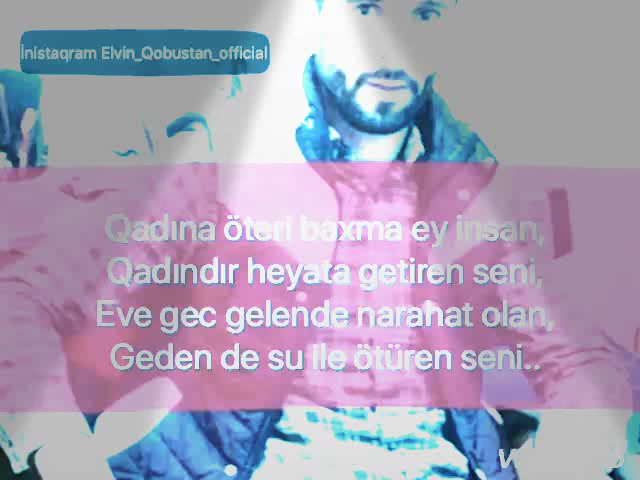 İnistaqram Elvin_Qobustan_official
Qadına öteri baxma ey insan,
Qadındır heyata getiren seni,
Eve gec gelende narahat olan,
Geden de su ile ötüren seni..